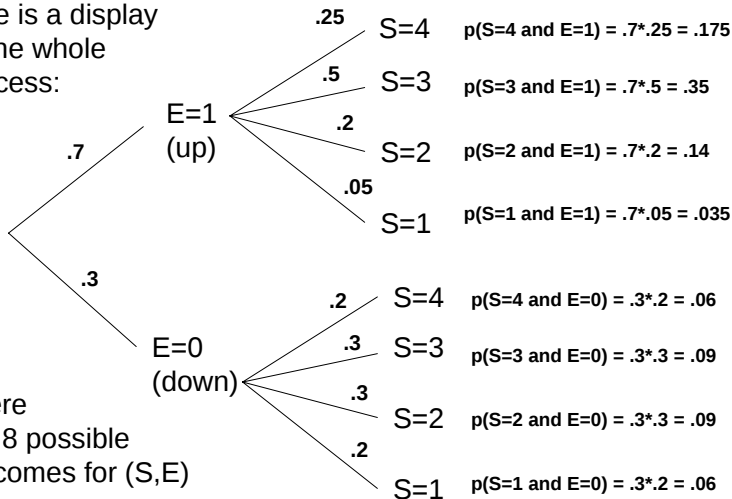 e is a display
he whole
cess:
.7
.3
E=1
(up)
.25
S=4
p(S=4 and E=1) = .7*.25 = .175
.5
S=3
p(S=3 and E=1) = .7*.5 = .35
.2
S=2
p(S=2 and E=1) = .7*.2 = .14
.05
S=1
p(S=1 and E=1) = .7*.05 = .035
E=0
(down)
.2
S=4
p(S=4 and E=0) = .3*.2 = .06
.3
S=3
p(S=3 and E=0) = .3*.3 = .09
.3
S=2
p(S=2 and E=0) = .3*.3 = .09
.2
S=1
p(S=1 and E=0) = .3*.2 = .06
ere
8 possible
comes for (S,E)